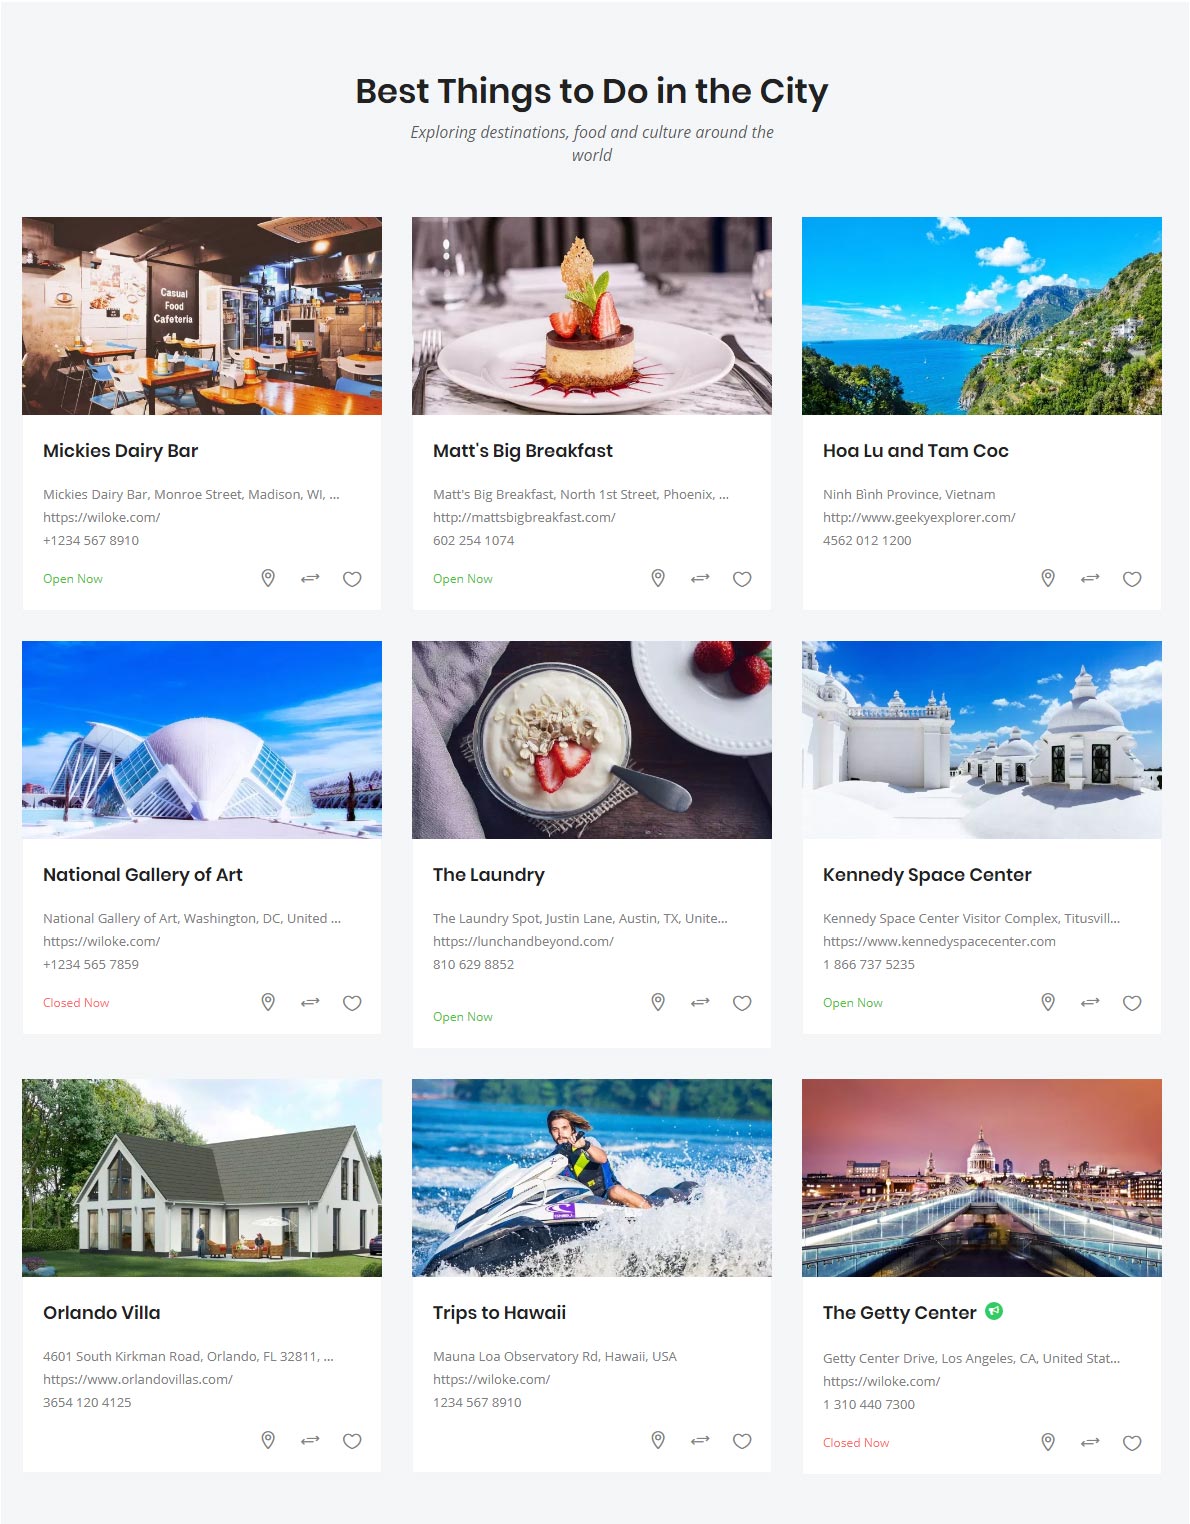 Best Things to Do in the City
Exploring destinations, food and culture around the
world
Casual
Food
Cafeteria
Mickies Dairy Bar
Mickies Dairy Bar, Monroe Street, Madison, WI, ...
https://wiloke.com/
+1234 567 8910
Open Now
Matt's Big Breakfast
Matt's Big Breakfast, North 1st Street, Phoenix, ...
http://mattsbigbreakfast.com/
602 254 1074
Open Now
Hoa Lu and Tam Coc
Ninh Bình Province, Vietnam
http://www.geekyexplorer.com/
4562 012 1200
National Gallery of Art
National Gallery of Art, Washington, DC, United ...
https://wiloke.com/
+1234 565 7859
Closed Now
The Laundry
The Laundry Spot, Justin Lane, Austin, TX, Unite...
https://lunchandbeyond.com/
810 629 8852
Open Now
Kennedy Space Center
Kennedy Space Center Visitor Complex, Titusvill...
https://www.kennedyspacecenter.com
1 866 737 5235
Open Now
Orlando Villa
4601 South Kirkman Road, Orlando, FL 32811, ...
https://www.orlandovillas.com/
3654 120 4125
Trips to Hawaii
Mauna Loa Observatory Rd, Hawaii, USA
https://wiloke.com/
1234 567 8910
The Getty Center
Getty Center Drive, Los Angeles, CA, United Stat...
https://wiloke.com/
1 310 440 7300
Closed Now